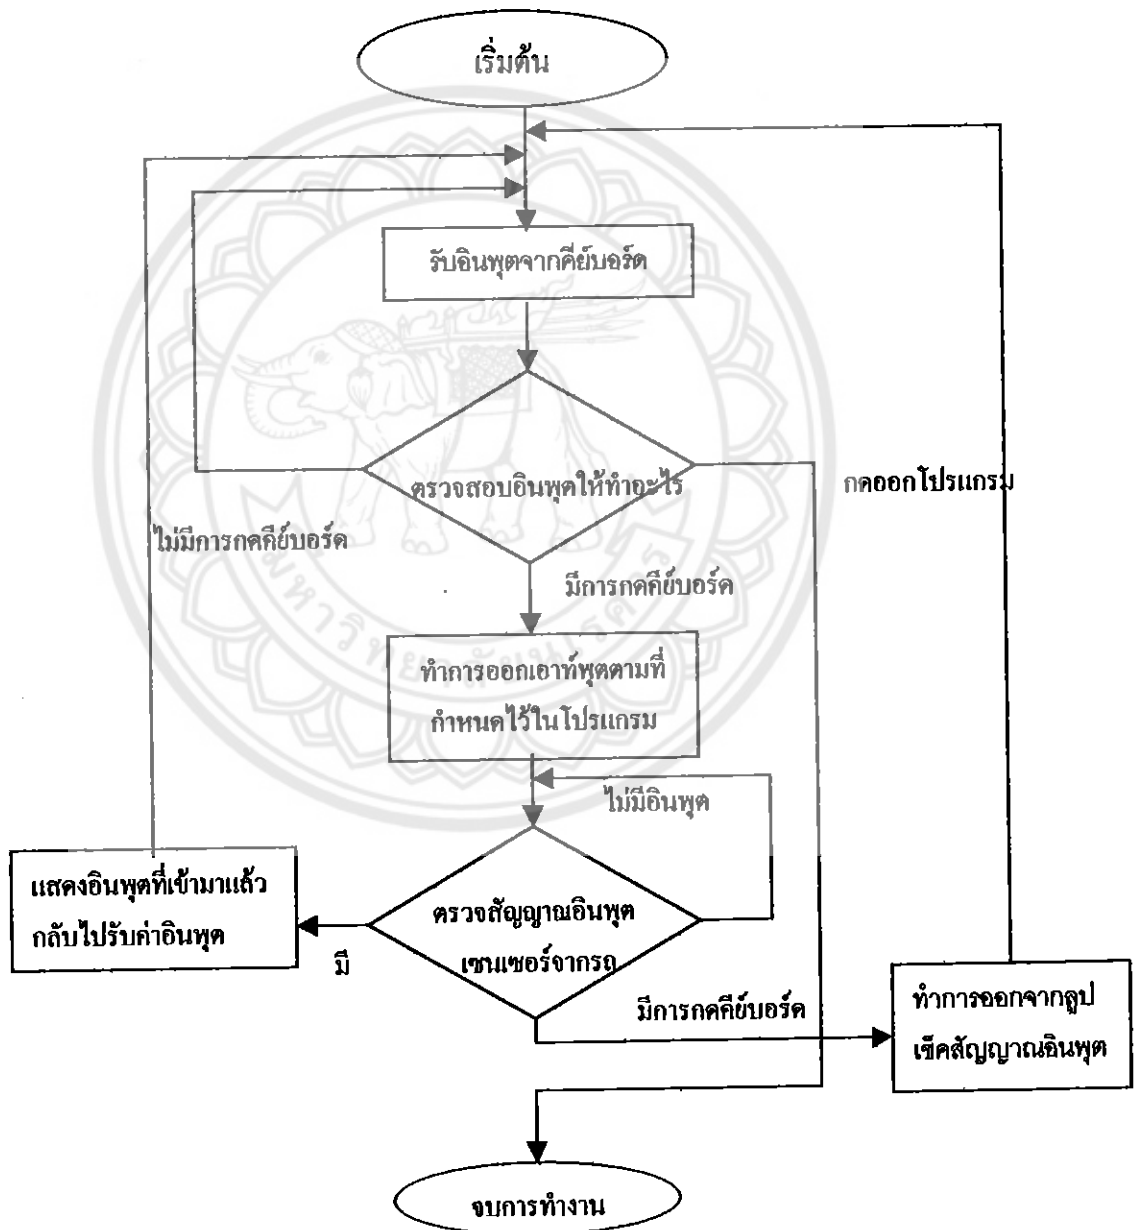 เริ่มต้น
รับอินพุตจากคีย์บอร์ด
ตรวจสอบอินพุตให้ทำอะไร
กดออกโปรแกรม
ไม่มีการกดคีย์บอร์ด
มีการกดคีย์บอร์ด
ทำการออกเอาท์พุตตามที่
กำหนดไว้ในโปรแกรม
ไม่มีอินพุต
แสดงอินพุตที่เข้ามาแล้ว
กลับไปรับค่าอินพุต
มี
ตรวจสัญญาณอินพุต
เซนเซอร์จากรถ
มีการกดคีย์บอร์ด
ทำการออกจากลูป
เช็คสัญญาณอินพุต
จบการทำงาน